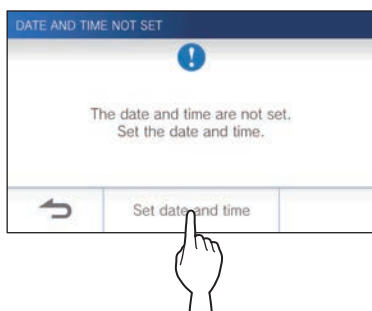 DATE AND TIME NOT SET
The date and time are not set.
Set the date and time.
Set date and time